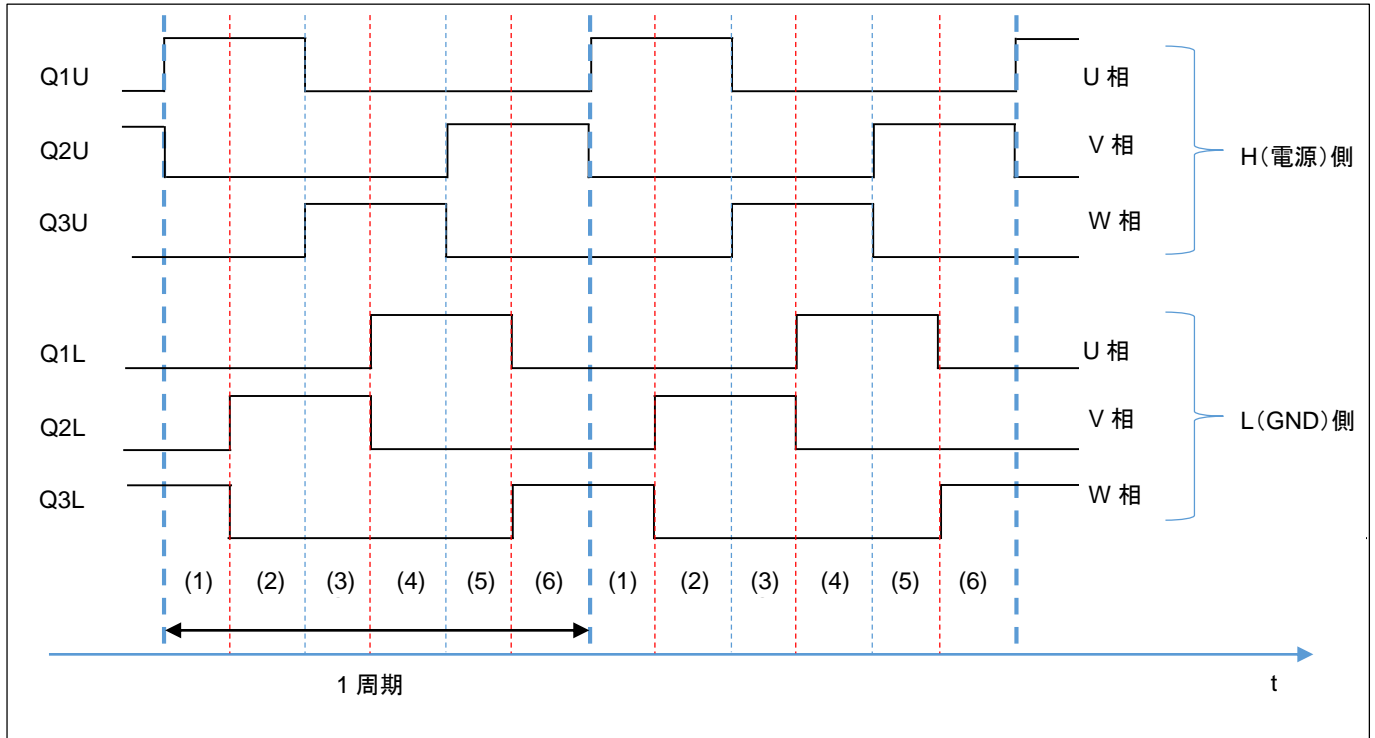 Q1U
U 相
Q2U
V 相
H(電源)側
Q3U
W 相
Q1L
U 相
Q2L
V 相
L(GND)側
Q3L
W 相
(1) (2) (3) (4) (5) (6) (1) (2) (3) (4) (5) (6)
1 周期
t